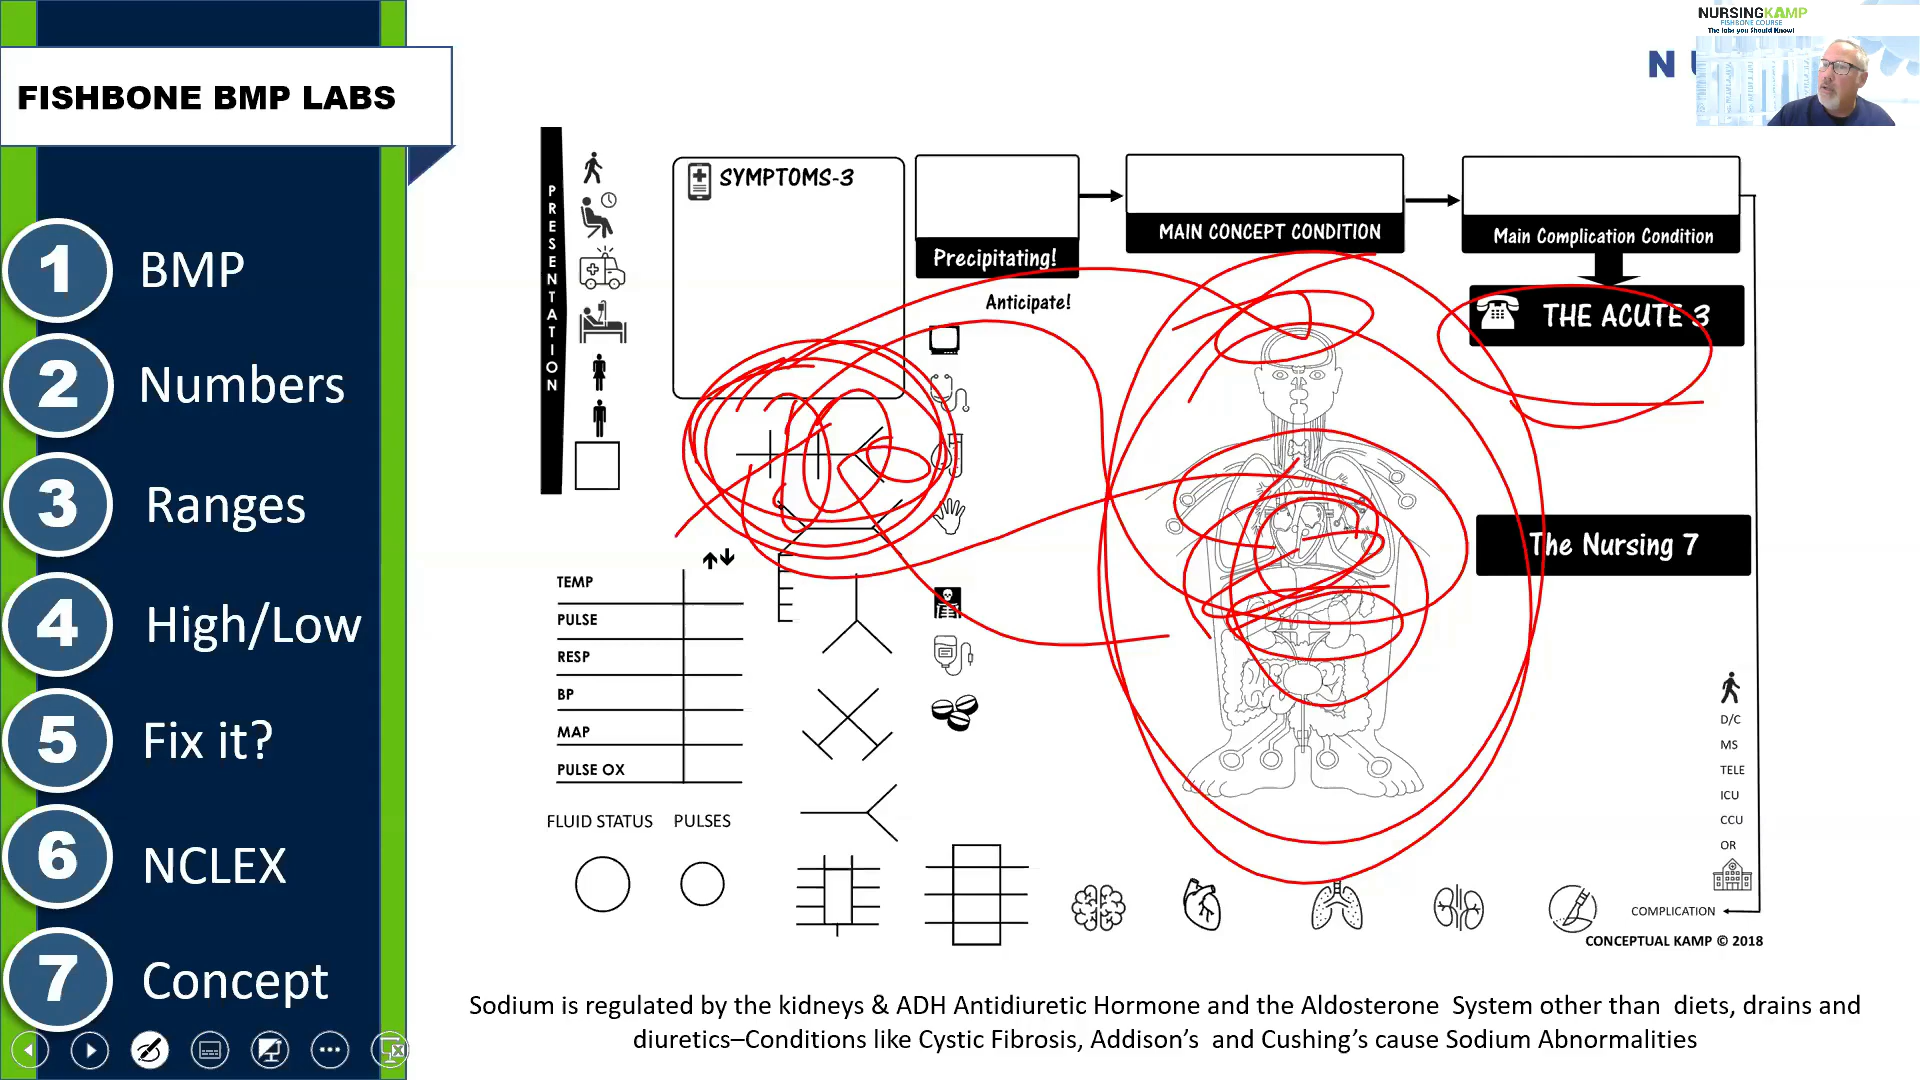 NURSINGKAMP
FISHBONE COURSE
The labs you Should Know!
N
FISHBONE BMP LABS
1 BMP
2 Numbers
3 Ranges
4 High/Low
5 Fix it?
6 NCLEX
7 Concept
PRESENTATION
SYMPTOMS-3
Precipitating!
Anticipate!
MAIN CONCEPT CONDITION
Main Complication Condition
THE ACUTE 3
The Nursing 7
TEMP
PULSE
RESP
BP
MAP
PULSE OX
FLUID STATUS PULSES
D/C
MS
TELE
ICU
CCU
OR
COMPLICATION
CONCEPTUAL KAMP © 2018
Sodium is regulated by the kidneys & ADH Antidiuretic Hormone and the Aldosterone System other than diets, drains and
diuretics–Conditions like Cystic Fibrosis, Addison's and Cushing's cause Sodium Abnormalities